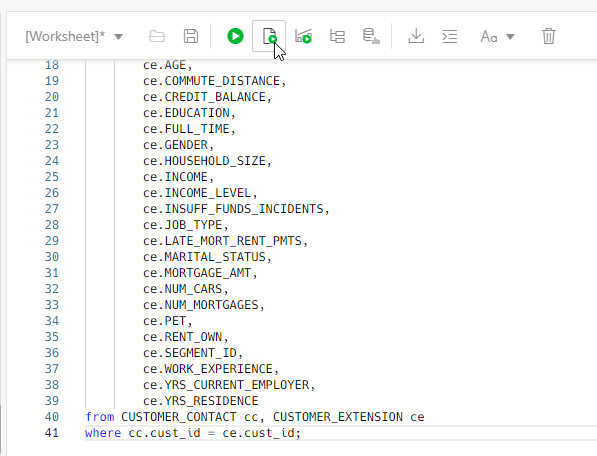 [Worksheet]*
Aa
18 ce.AGE,
19 ce.COMMUTE_DISTANCE,
20 ce.CREDIT_BALANCE,
21 ce.EDUCATION,
22 ce.FULL_TIME,
23 ce.GENDER,
24 ce.HOUSEHOLD_SIZE,
25 ce.INCOME,
26 ce.INCOME_LEVEL,
27 ce.INSUFF_FUNDS_INCIDENTS,
28 ce.JOB_TYPE,
29 ce.LATE_MORT_RENT_PMTS,
30 ce.MARITAL_STATUS,
31 ce.MORTGAGE_AMT,
32 ce.NUM_CARS,
33 ce.NUM_MORTGAGES,
34 ce.PET,
35 ce.RENT_OWN,
36 ce.SEGMENT_ID,
37 ce.WORK_EXPERIENCE,
38 ce.YRS_CURRENT_EMPLOYER,
39 ce.YRS_RESIDENCE
40 from CUSTOMER_CONTACT cc, CUSTOMER_EXTENSION ce
41 where cc.cust_id = ce.cust_id;